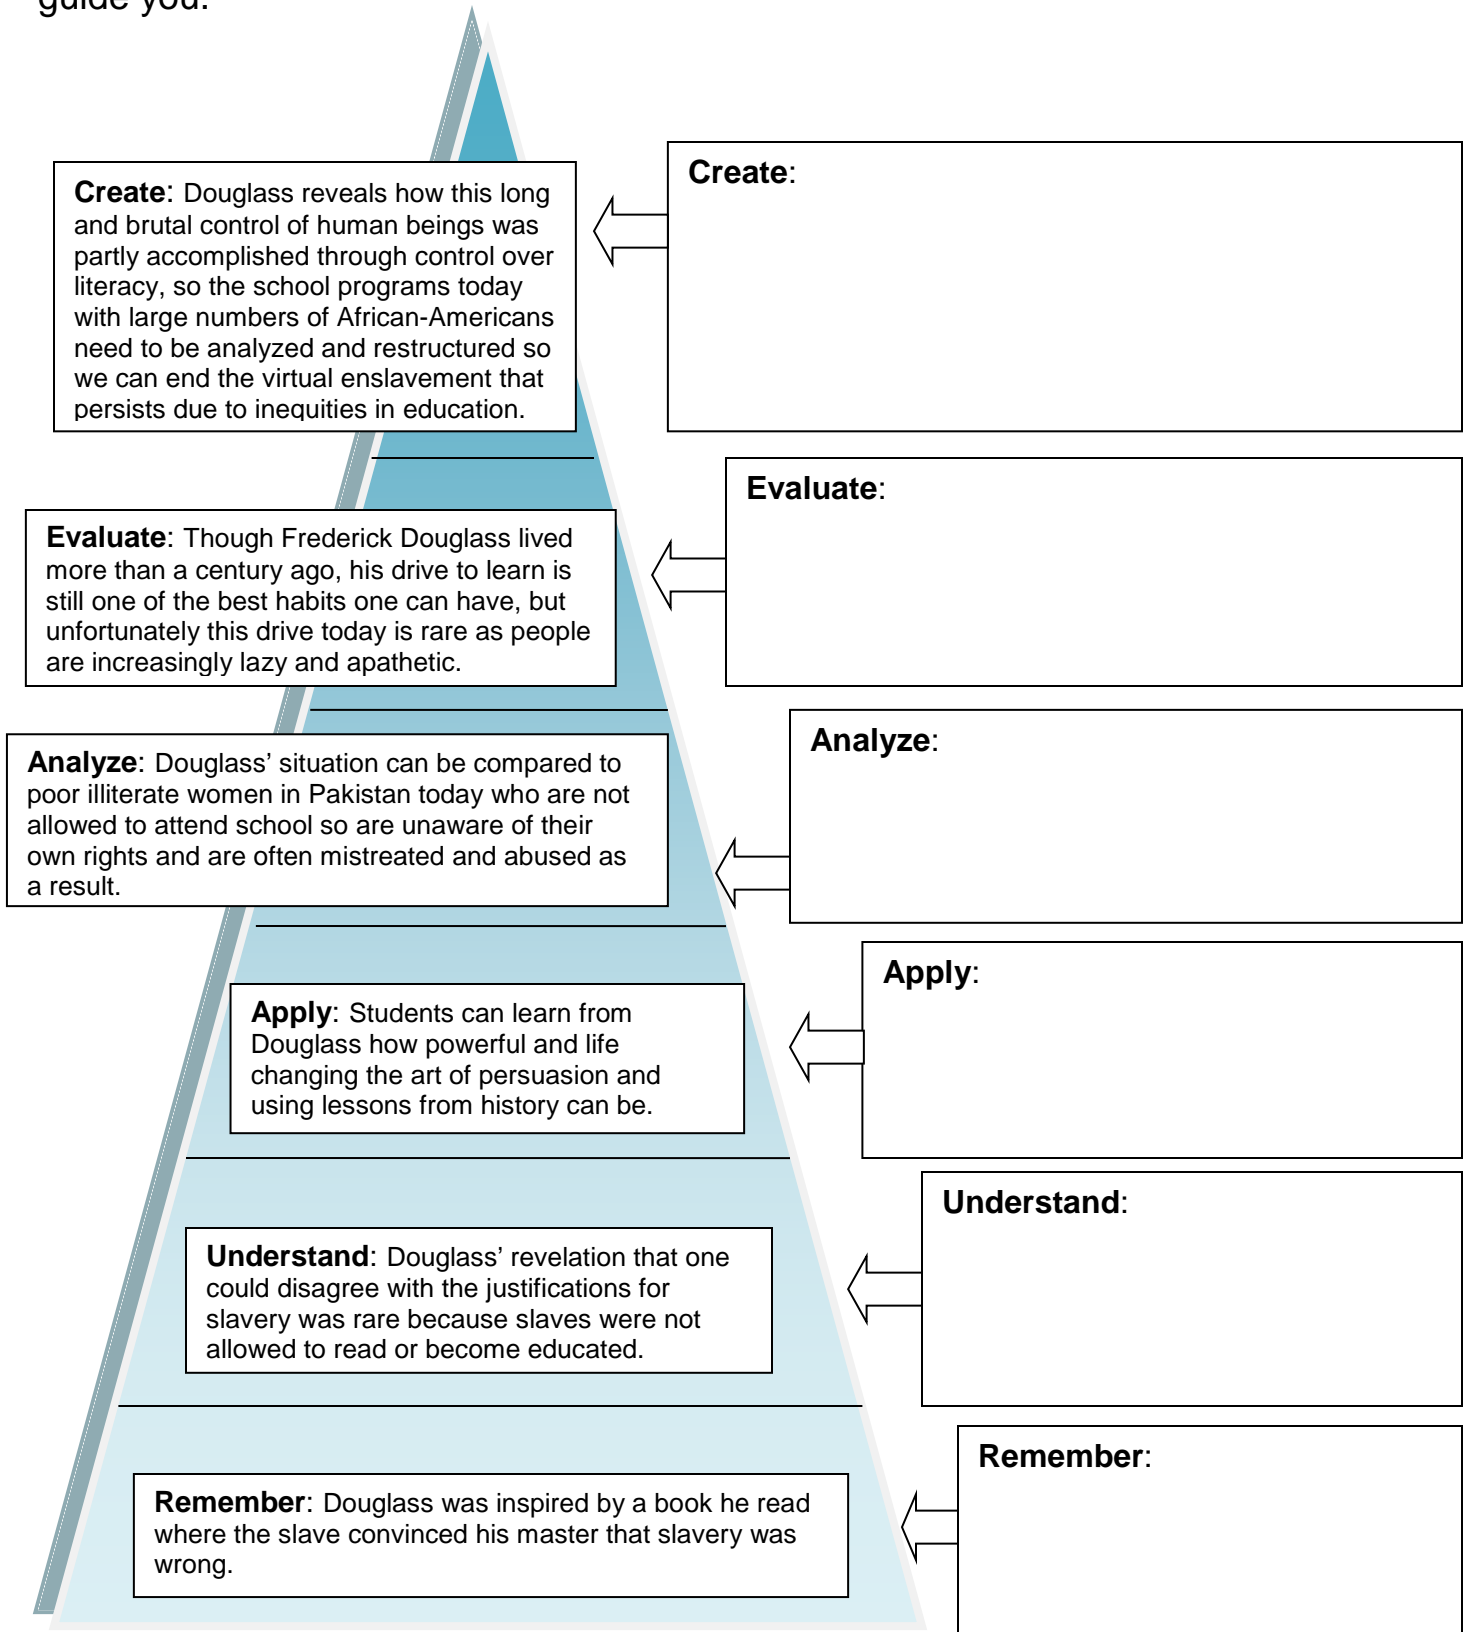 guide you.
Create:
Create: Douglass reveals how this long
and brutal control of human beings was
partly accomplished through control over
literacy, so the school programs today
with large numbers of African-Americans
need to be analyzed and restructured so
we can end the virtual enslavement that
persists due to inequities in education.
Evaluate:
Evaluate: Though Frederick Douglass lived
more than a century ago, his drive to learn is
still one of the best habits one can have, but
unfortunately this drive today is rare as people
are increasingly lazy and apathetic.
Analyze:
Analyze: Douglass’ situation can be compared to
poor illiterate women in Pakistan today who are not
allowed to attend school so are unaware of their
own rights and are often mistreated and abused as
a result.
Apply:
Apply: Students can learn from
Douglass how powerful and life
changing the art of persuasion and
using lessons from history can be.
Understand:
Understand: Douglass’ revelation that one
could disagree with the justifications for
slavery was rare because slaves were not
allowed to read or become educated.
Remember:
Remember: Douglass was inspired by a book he read
where the slave convinced his master that slavery was
wrong.